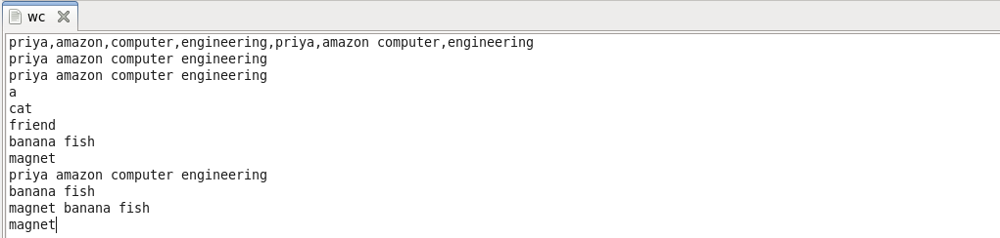 wc
priya,amazon,computer,engineering,priya,amazon computer,engineering
priya amazon computer engineering
priya amazon computer engineering
a
cat
friend
banana fish
magnet
priya amazon computer engineering
banana fish
magnet banana fish
magnet